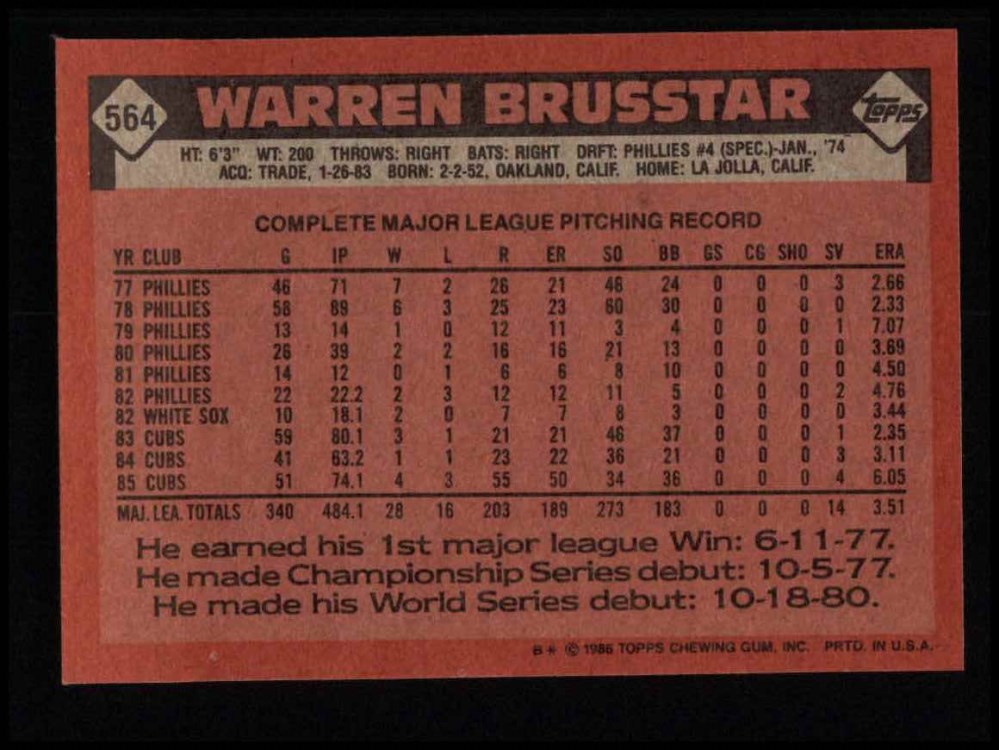 564 WARREN BRUSSTAR Topps
HT: 6'3" WT: 200 THROWS: RIGHT BATS: RIGHT DRFT: PHILLIES #4 (SPEC.)-JAN., '74
ACQ: TRADE, 1-26-83 BORN: 2-2-52, OAKLAND, CALIF. HOME: LA JOLLA, CALIF.
COMPLETE MAJOR LEAGUE PITCHING RECORD
YR CLUB G IP W L R ER SO BB GS CG SHO SV ERA
77 PHILLIES 46 71 7 2 26 21 46 24 0 0 0 3 2.66
78 PHILLIES 58 89 6 3 25 23 60 30 0 0 0 0 2.33
79 PHILLIES 13 14 1 0 12 11 3 4 0 0 0 1 7.07
80 PHILLIES 26 39 2 2 16 16 21 13 0 0 0 0 3.69
81 PHILLIES 14 12 0 1 6 6 8 10 0 0 0 0 4.50
82 PHILLIES 22 22.2 2 3 12 12 11 5 0 0 0 2 4.76
82 WHITE SOX 10 18.1 2 0 7 7 8 3 0 0 0 0 3.44
83 CUBS 59 80.1 3 1 21 21 46 37 0 0 0 1 2.35
84 CUBS 41 63.2 1 1 23 22 36 21 0 0 0 3 3.11
85 CUBS 51 74.1 4 3 55 50 34 36 0 0 0 4 6.05
MAJ. LEA. TOTALS 340 484.1 28 16 203 189 273 183 0 0 0 14 3.51
He earned his 1st major league Win: 6-11-77.
He made Championship Series debut: 10-5-77.
He made his World Series debut: 10-18-80.
B* © 1986 TOPPS CHEWING GUM, INC. PRTD. IN U.S.A.